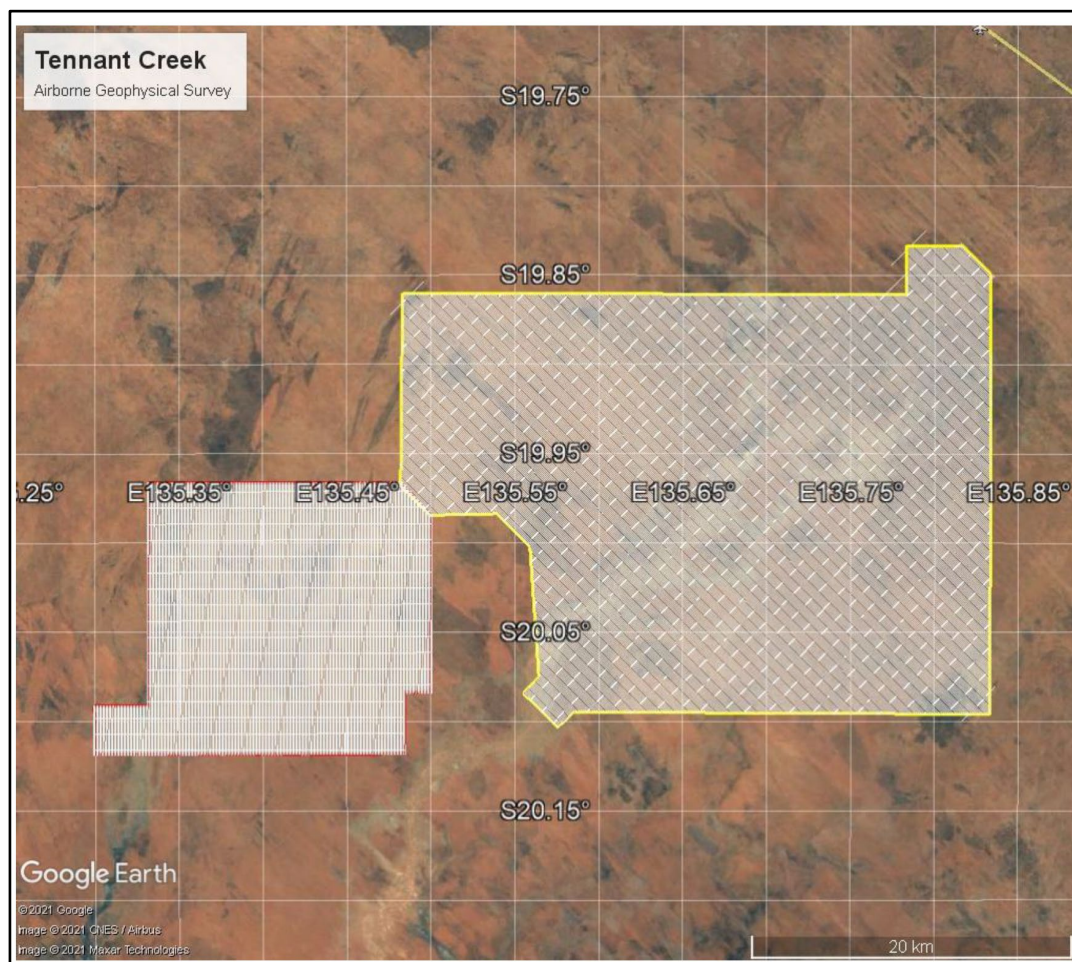 Tennant Creek
Airborne Geophysical Survey
S19.75°
S19.85°
S19.95°
.25°
E135.35°
E135.45°
E135.55°
E135.65°
E135.75°
E135.85°
S20.05°
S20.15°
Google Earth
©2021 Google
Image © 2021 CNES / Airbus
Image © 2021 Maxar Technologies
20 km